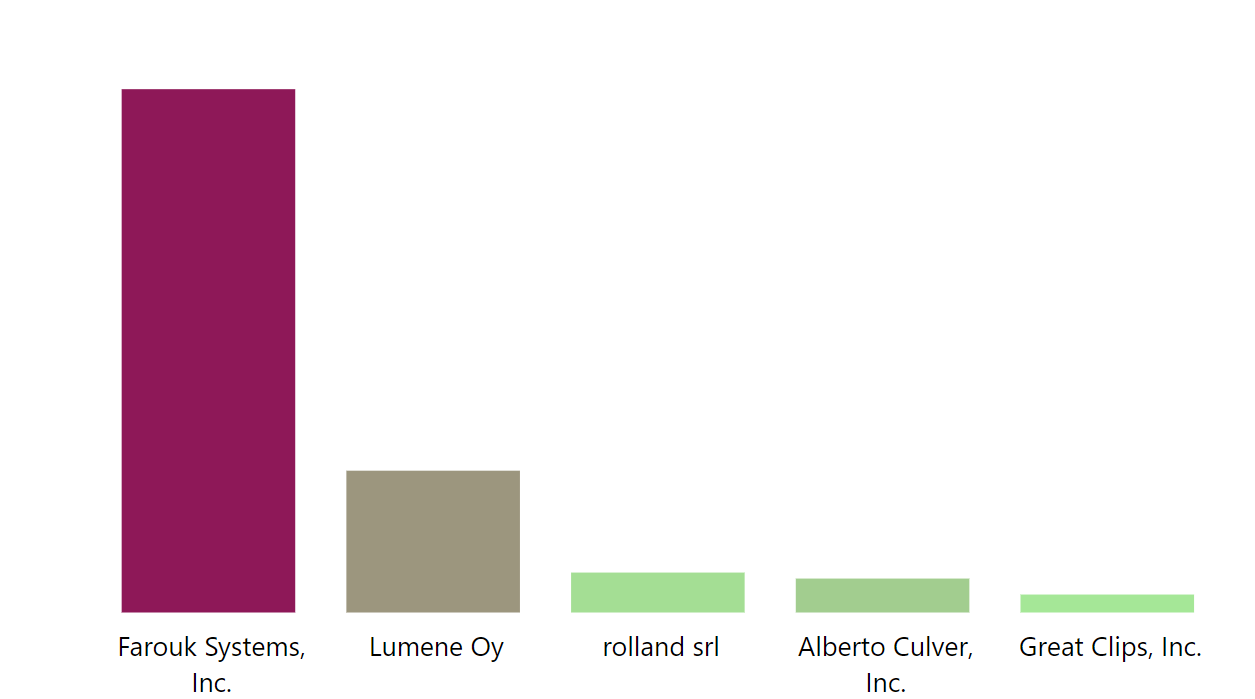 Farouk Systems,
Inc.
Lumene Oy
rolland srl
Alberto Culver,
Inc.
Great Clips, Inc.